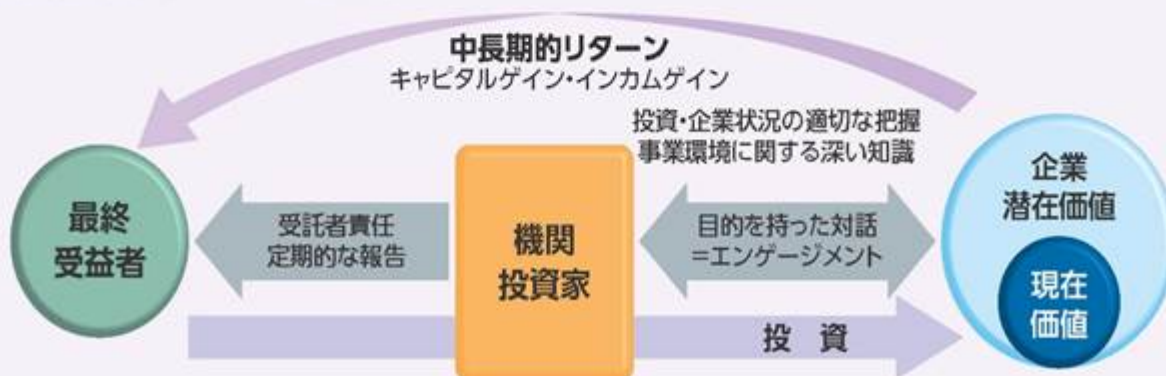 中長期的リターン
キャピタルゲイン・インカムゲイン
投資・企業状況の適切な把握
事業環境に関する深い知識
最終
受益者
受託者責任
定期的な報告
機関
投資家
目的を持った対話
=エンゲージメント
企業
潜在価値
現在
価値
投 資